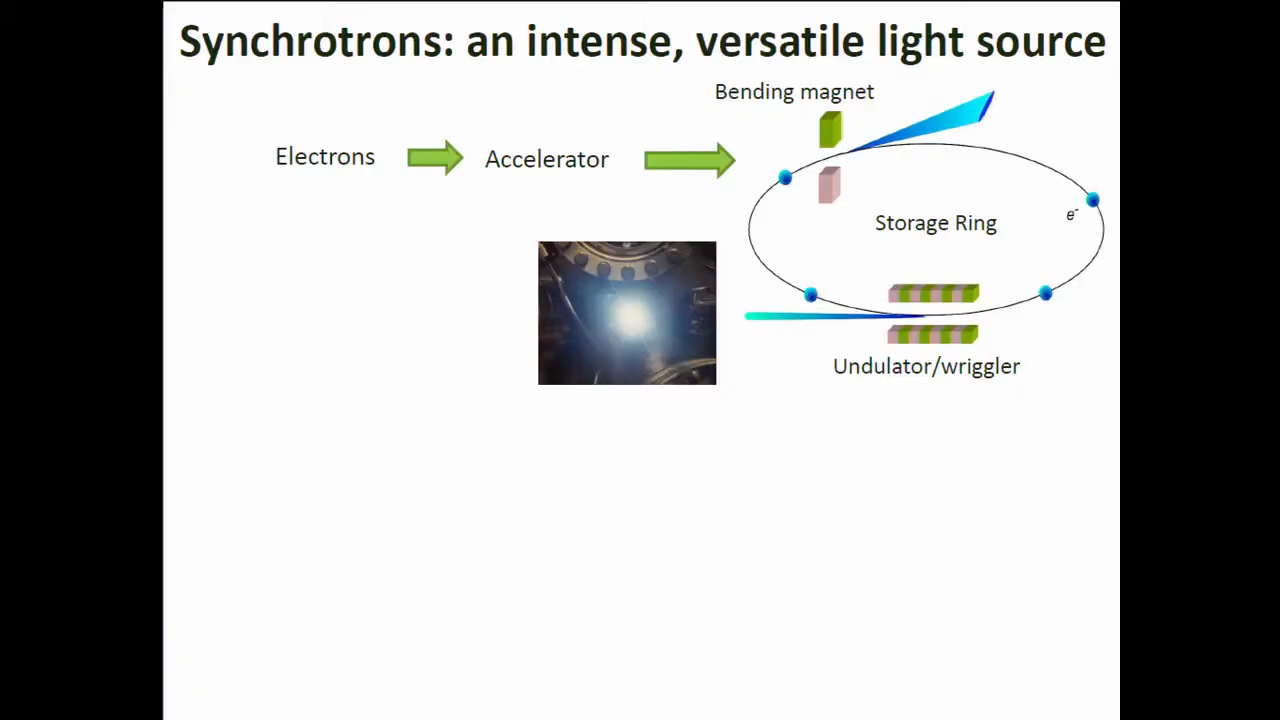 Synchrotrons: an intense, versatile light source
Bending magnet
Electrons
Accelerator
Storage Ring
e-
Undulator/wriggler